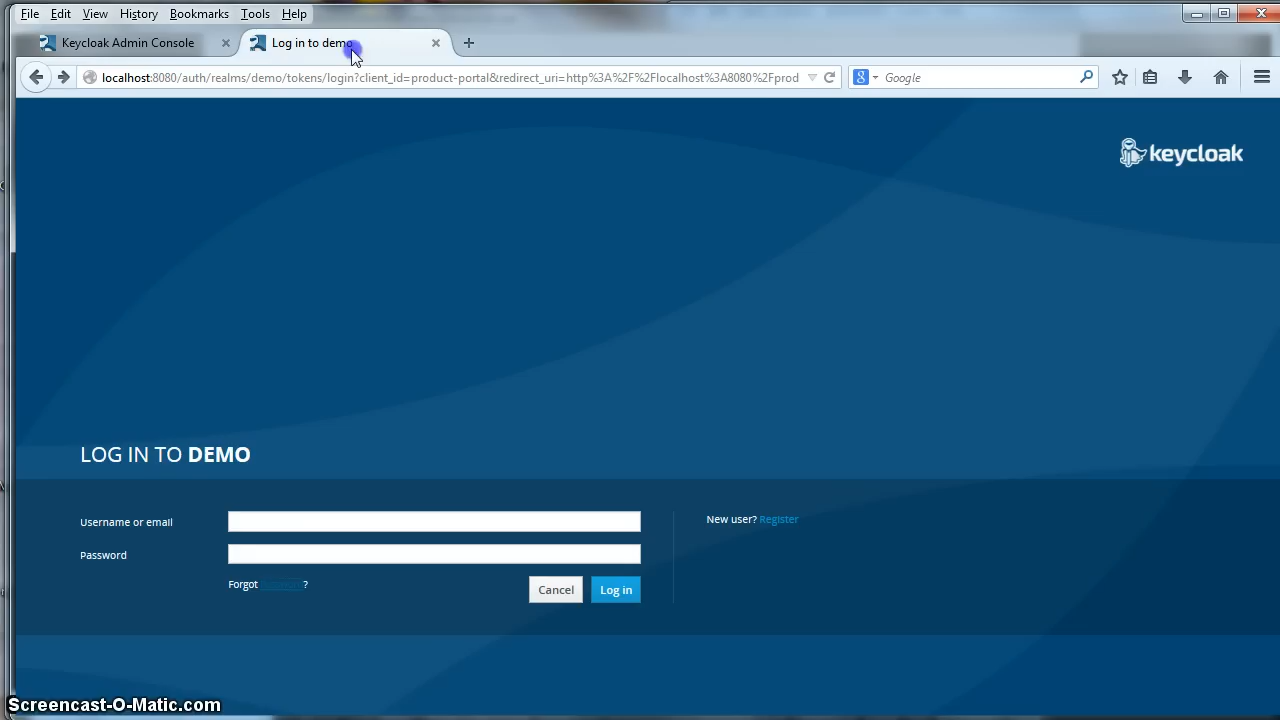 File Edit View History Bookmarks Tools Help
Keycloak Admin Console
Log in to demo
localhost:8080/auth/realms/demo/tokens/login?client_id=product-portal&redirect_uri=http%3A%2F%2Flocalhost%3A8080%2Fprod
Google
keycloak
LOG IN TO DEMO
Username or email
Password
Forgot Password?
Cancel
Log in
New user? Register
Screencast-O-Matic.com